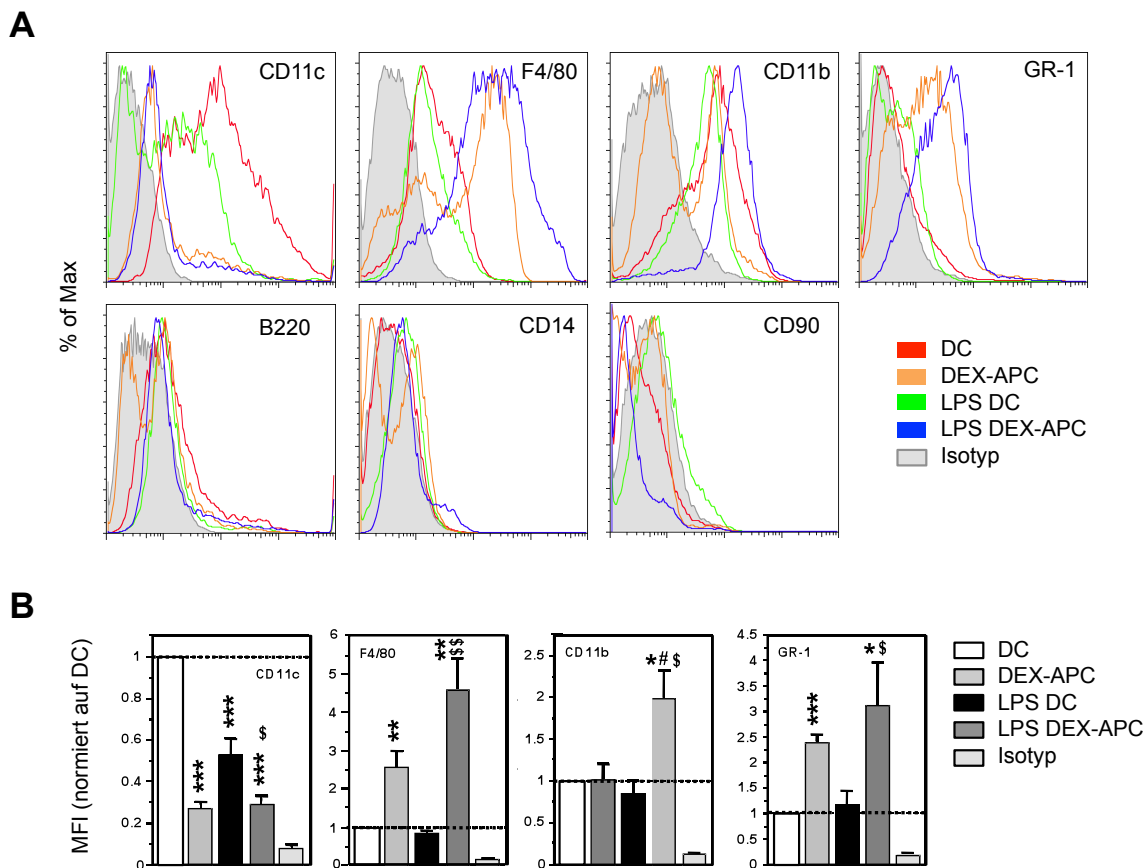 A
CD11c
F4/80
CD11b
GR-1
% of Max
B220
CD14
CD90
DC
DEX-APC
LPS DC
LPS DEX-APC
Isotyp
B
MFI (normiert auf DC)
1
0.8
0.6
0.4
0.2
0
CD11c
***
***
***
$
6
5
4
3
2
1
0
F4/80
**
**
$$
2.5
2
1.5
1
0.5
0
CD11b
*#$
4.5
4
3.5
3
2.5
2
1.5
1
0.5
0
GR-1
***
*$
DC
DEX-APC
LPS DC
LPS DEX-APC
Isotyp